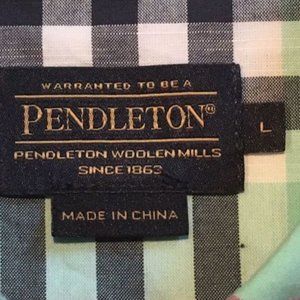 WARRANTED TO BE A
PENDLETON®
L
PENDLETON WOOLEN MILLS
SINCE 1863
MADE IN CHINA